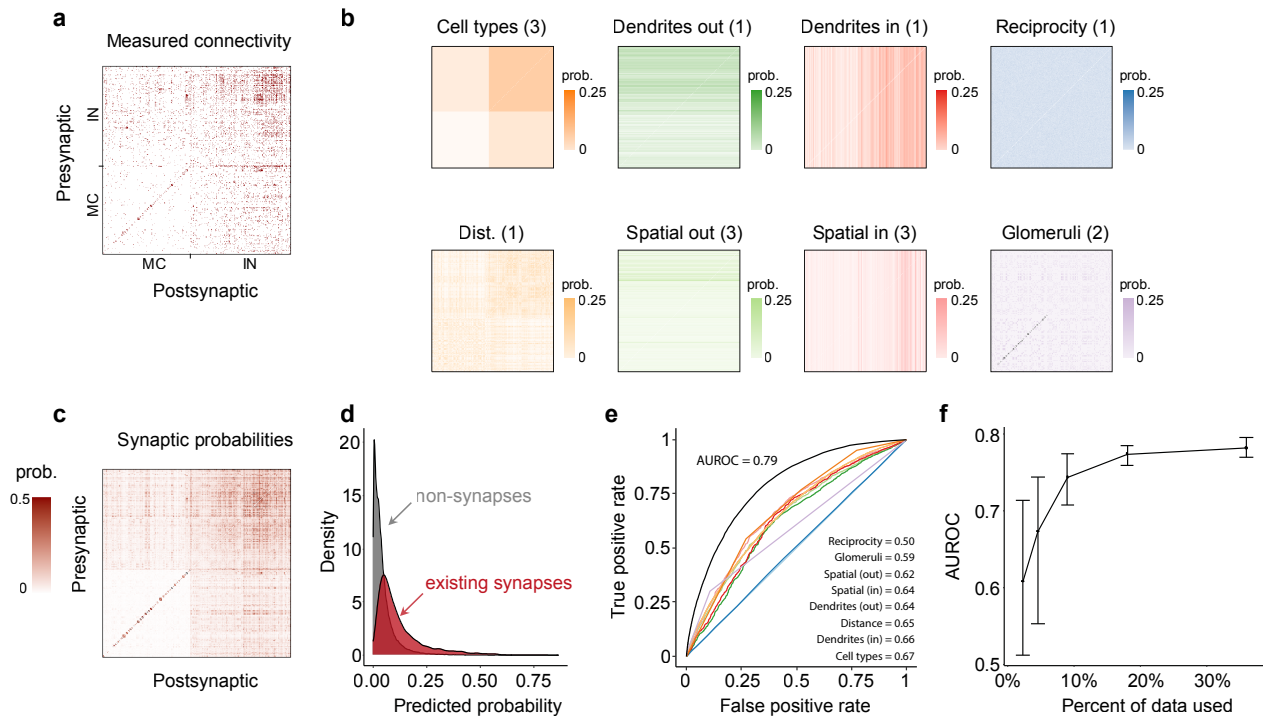 a
Measured connectivity
Presynaptic
IN
MC
MC
IN
Postsynaptic
b
Cell types (3)
prob.
0.25
0
Dendrites out (1)
prob.
0.25
0
Dendrites in (1)
prob.
0.25
0
Reciprocity (1)
prob.
0.25
0
Dist. (1)
prob.
0.25
0
Spatial out (3)
prob.
0.25
0
Spatial in (3)
prob.
0.25
0
Glomeruli (2)
prob.
0.25
0
c
Synaptic probabilities
prob.
0.5
0
Presynaptic
Postsynaptic
d
Density
20
15
10
5
0
non-synapses
existing synapses
0.00
0.25
0.50
0.75
Predicted probability
e
True positive rate
1
0.75
0.5
0.25
0
AUROC = 0.79
Reciprocity = 0.50
Glomeruli = 0.59
Spatial (out) = 0.62
Spatial (in) = 0.64
Dendrites (out) = 0.64
Distance = 0.65
Dendrites (in) = 0.66
Cell types = 0.67
0
0.25
0.5
0.75
1
False positive rate
f
AUROC
0.8
0.7
0.6
0.5
0%
10%
20%
30%
Percent of data used